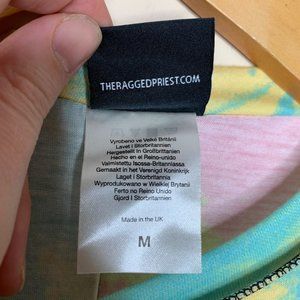 THERAGGEDPRIEST.COM
Vyrobeno ve Velké Británii
Lavet i Storbritannien
Hergestellt in Großbritannien
Hecho en el Reino-unido
Valmistettu Isossa-Britanniassa
Gemaakt in het Verenigd Koninkrijk
Laget i Storbritannia
Wyprodukowano w Wielkiej Brytanii
Ferto no Reino Unido
Gjord i Storbritannien
Made in the UK
M